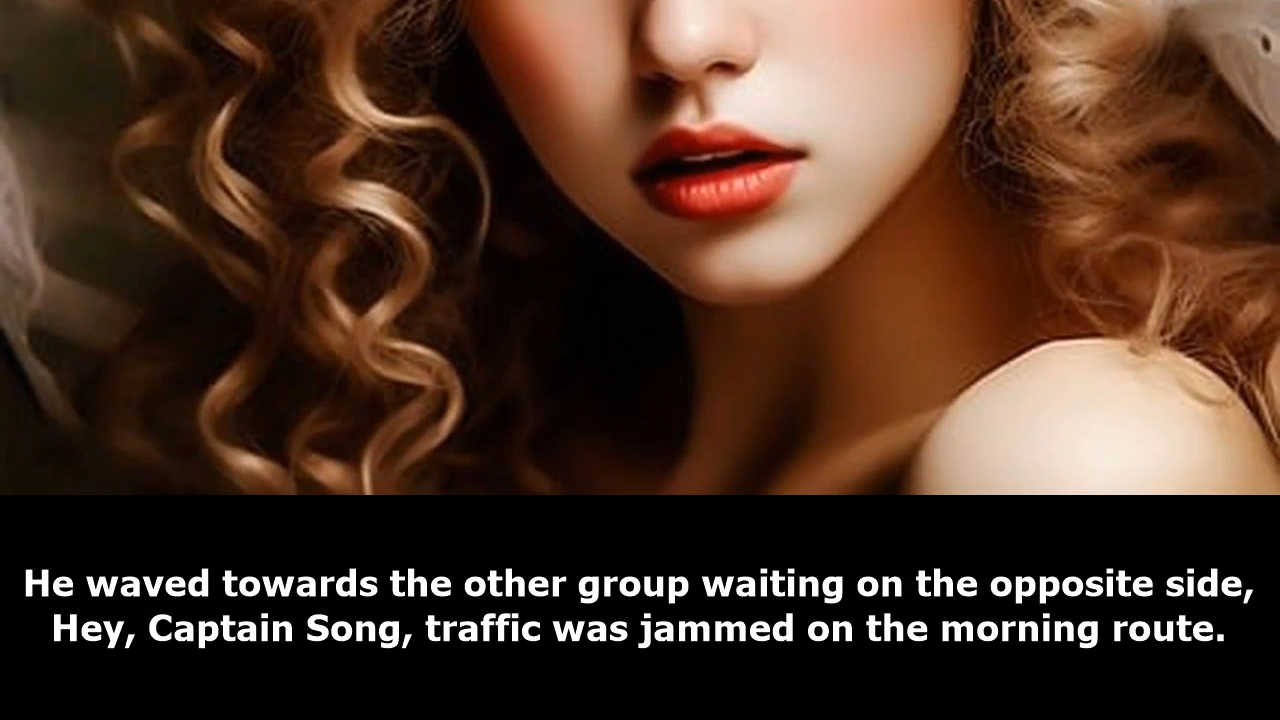 He waved towards the other group waiting on the opposite side,
Hey, Captain Song, traffic was jammed on the morning route.